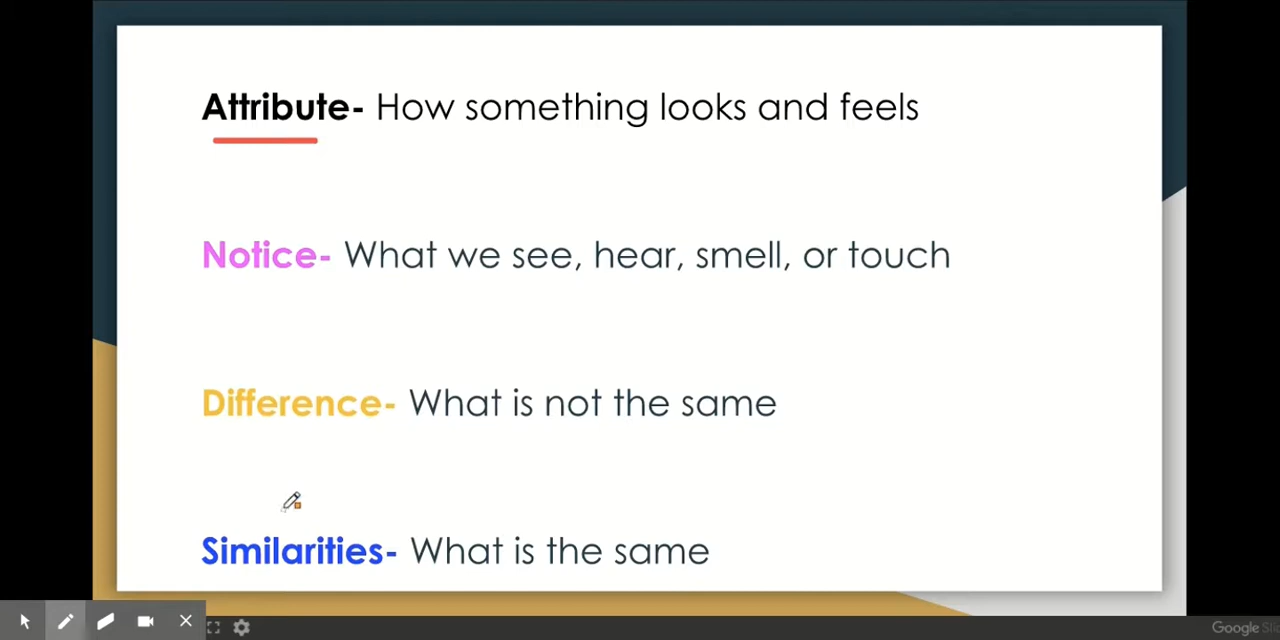 Attribute- How something looks and feels
Notice- What we see, hear, smell, or touch
Difference- What is not the same
Similarities- What is the same
Google